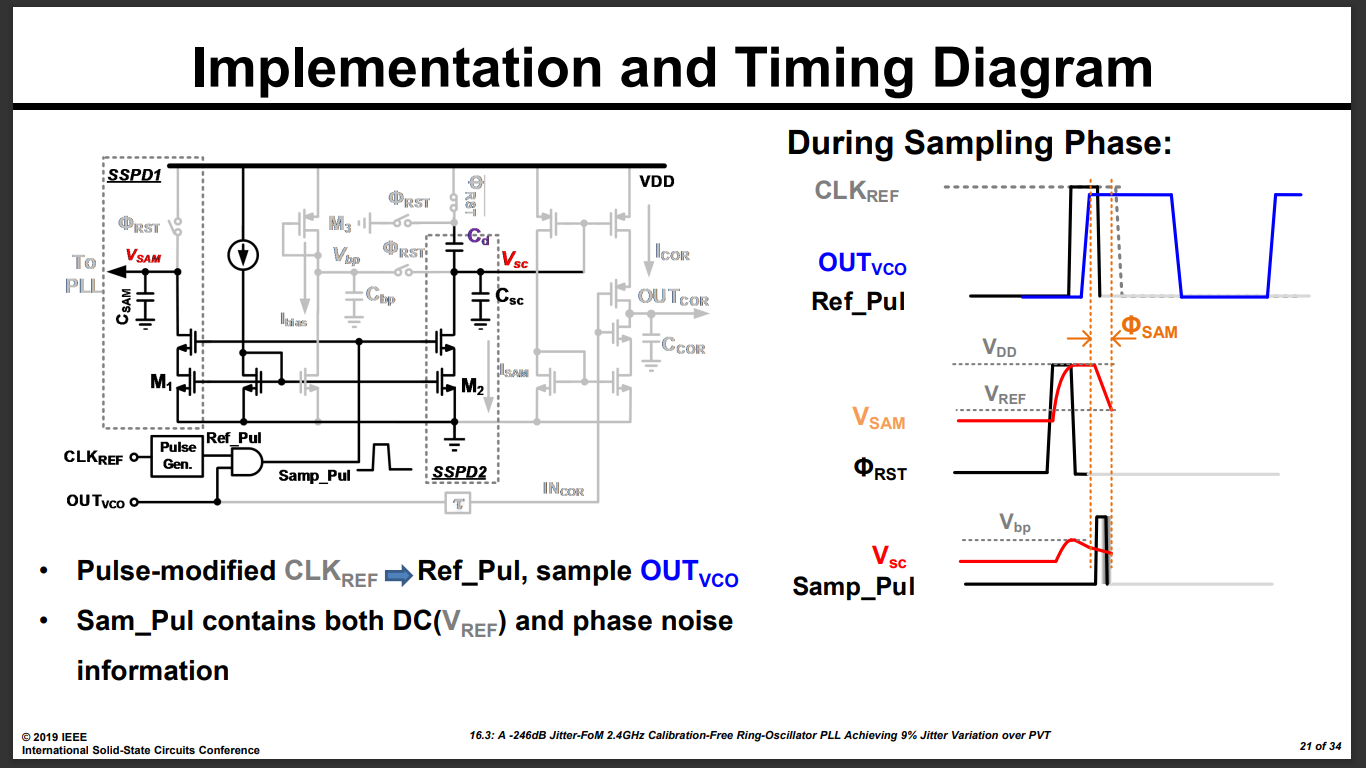 Implementation and Timing Diagram
During Sampling Phase:
SSPD1
VDD
ΦRST
ΦRST
ΦRST
M3
Cd
To
PLL
VSAM
Vbp
ΦRST
Vsc
ICOR
CSAM
Cbp
Csc
OUTCOR
Ibias
CCOR
M1
M2
ISAM
Ref_Pul
CLKREF
Pulse
Gen.
Samp_Pul
SSPD2
OUTVCO
τ
INCOR
CLKREF
OUTVCO
Ref_Pul
ΦSAM
VDD
VREF
VSAM
ΦRST
Vbp
Vsc
Samp_Pul
• Pulse-modified CLKREF Ref_Pul, sample OUTVCO
• Sam_Pul contains both DC(VREF) and phase noise
information
© 2019 IEEE
International Solid-State Circuits Conference
16.3: A -246dB Jitter-FoM 2.4GHz Calibration-Free Ring-Oscillator PLL Achieving 9% Jitter Variation over PVT
21 of 34